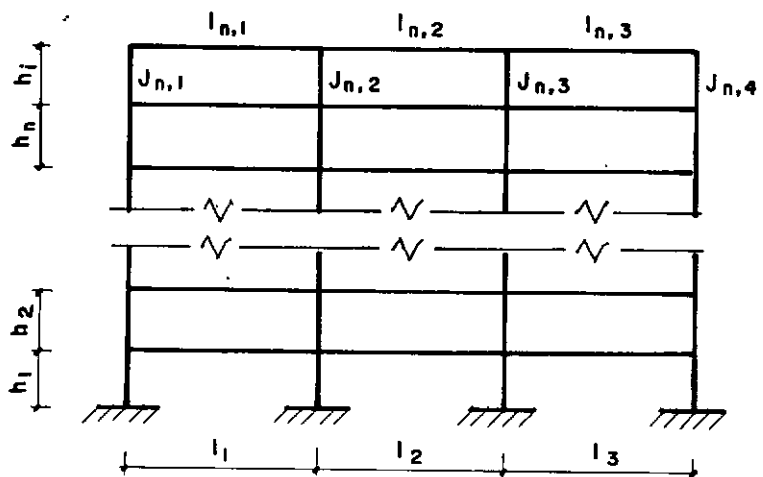 I n,1 I n,2 I n,3
h i J n,1 J n,2 J n,3 J n,4
h n
h 2
h 1
l 1 l 2 l 3